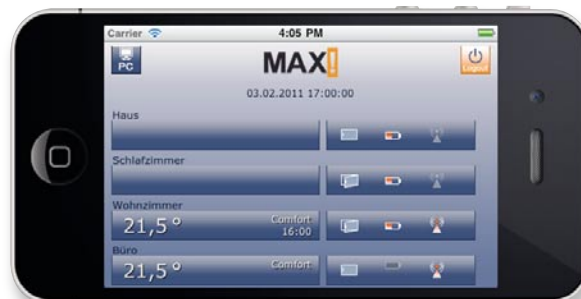 Carrier 4:05 PM
PC MAX! Logout
03.02.2011 17:00:00
Haus
Schlafzimmer
Wohnzimmer
21,5 ° Comfort
16:00
Büro
21,5 ° Comfort